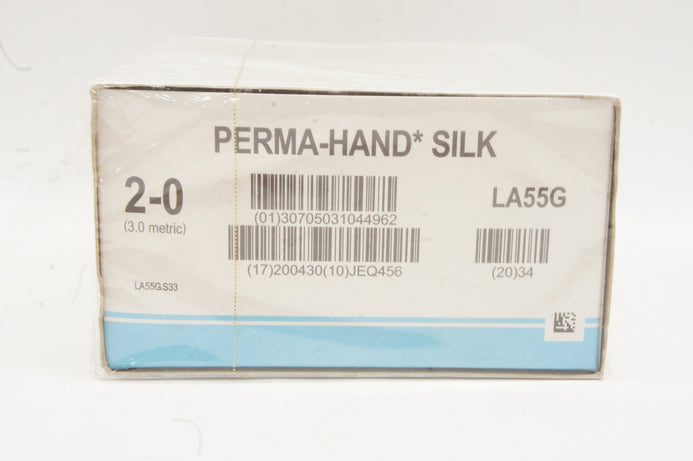 PERMA-HAND* SILK
2-0
(3.0 metric)
(01)30705031044962
LA55G
(17)200430(10)JEQ456
(20)34
LA55G.S33